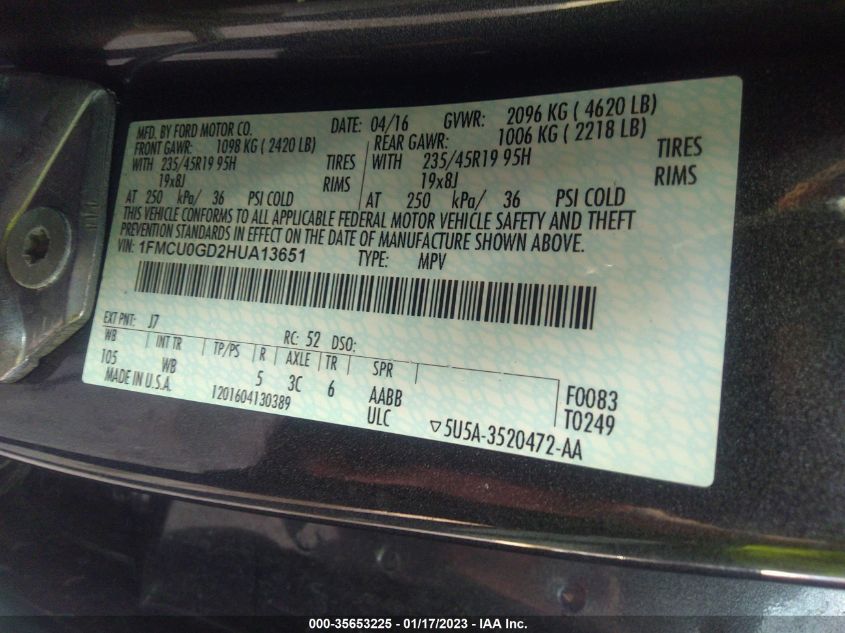 MFD. BY FORD MOTOR CO. DATE: 04/16 GVWR: 2096 KG ( 4620 LB)
FRONT GAWR: 1098 KG ( 2420 LB) REAR GAWR: 1006 KG ( 2218 LB)
WITH 235/45R19 95H TIRES WITH 235/45R19 95H TIRES
19x8J RIMS 19x8J RIMS
AT 250 kPa/ 36 PSI COLD AT 250 kPa/ 36 PSI COLD
THIS VEHICLE CONFORMS TO ALL APPLICABLE FEDERAL MOTOR VEHICLE SAFETY AND THEFT
PREVENTION STANDARDS IN EFFECT ON THE DATE OF MANUFACTURE SHOWN ABOVE.
VIN: 1FMCU0GD2HUA13651 TYPE: MPV
EXT PNT: J7 RC: 52 DSO:
WB INT TR TP/PS R AXLE TR SPR
105 WB 5 3C 6 AABB F0083
MADE IN U.S.A. 1201604130389 ULC T0249
▽5U5A-3520472-AA
000-35653225 | 01/17/2023 - IAA Inc.